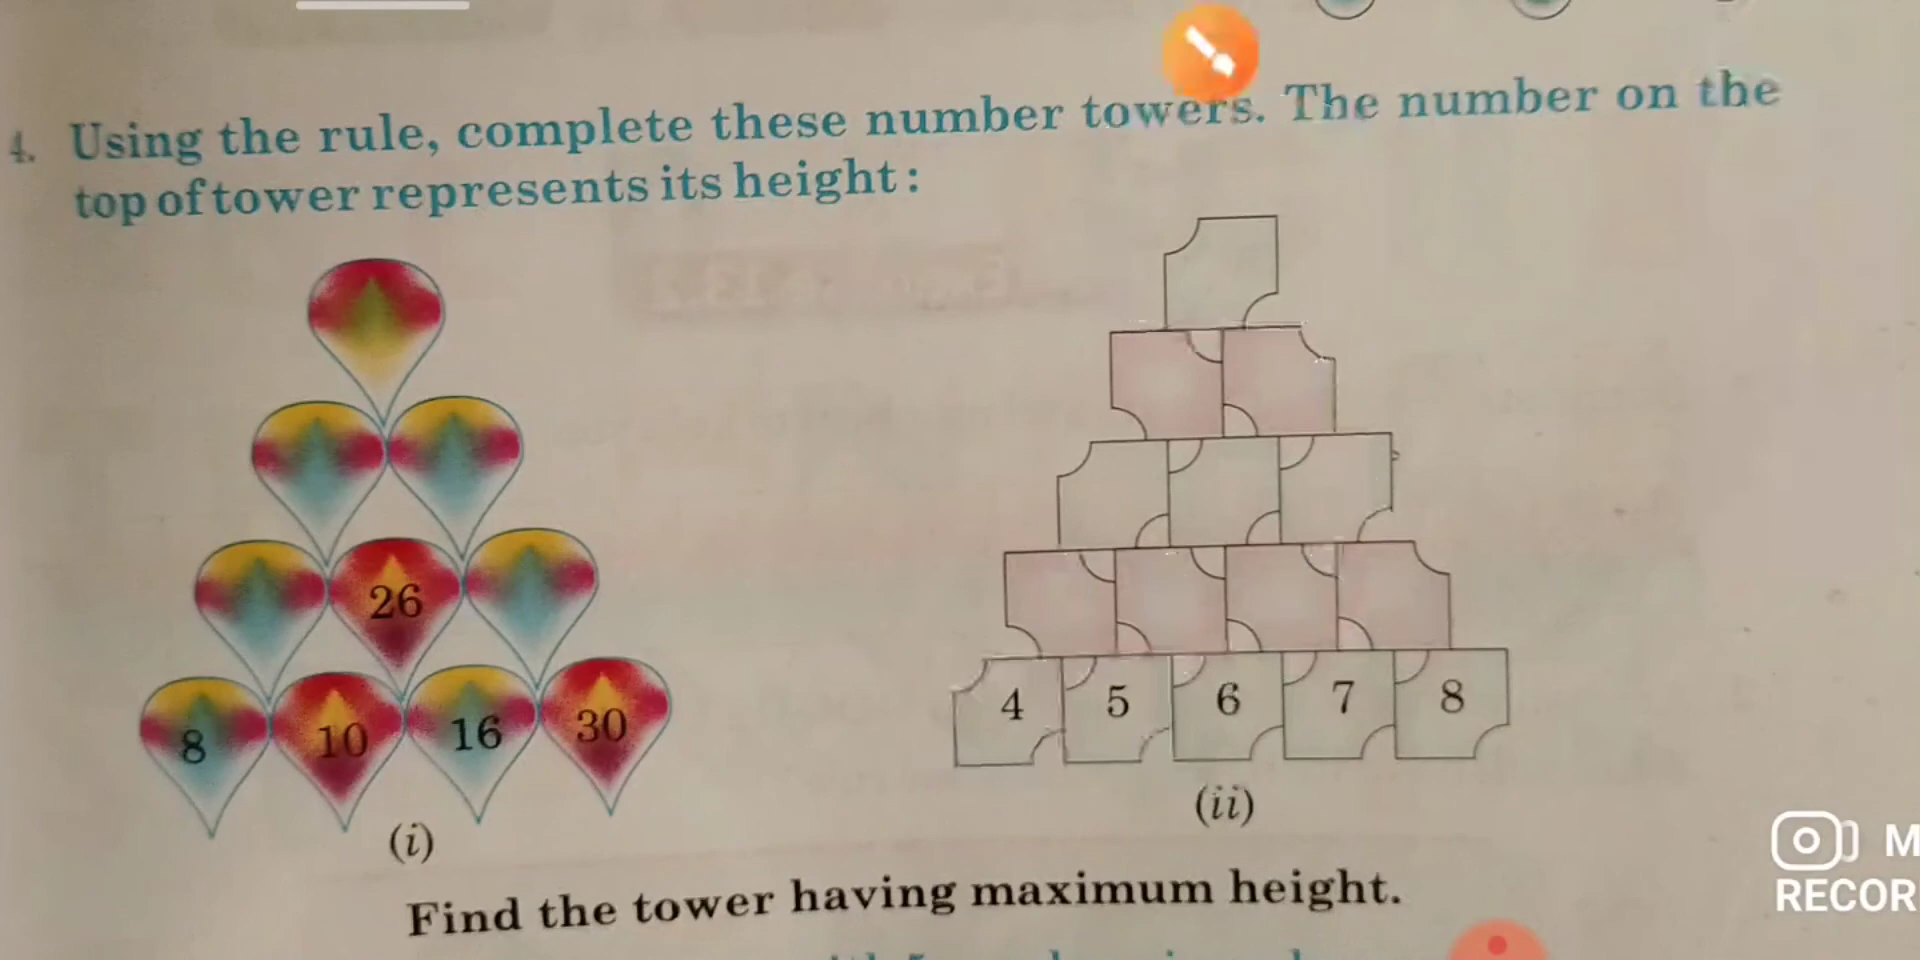 4. Using the rule, complete these number towers. The number on the
top of tower represents its height :
26
8 10 16 30
4 5 6 7 8
(i)
(ii)
Find the tower having maximum height.
M
RECOR